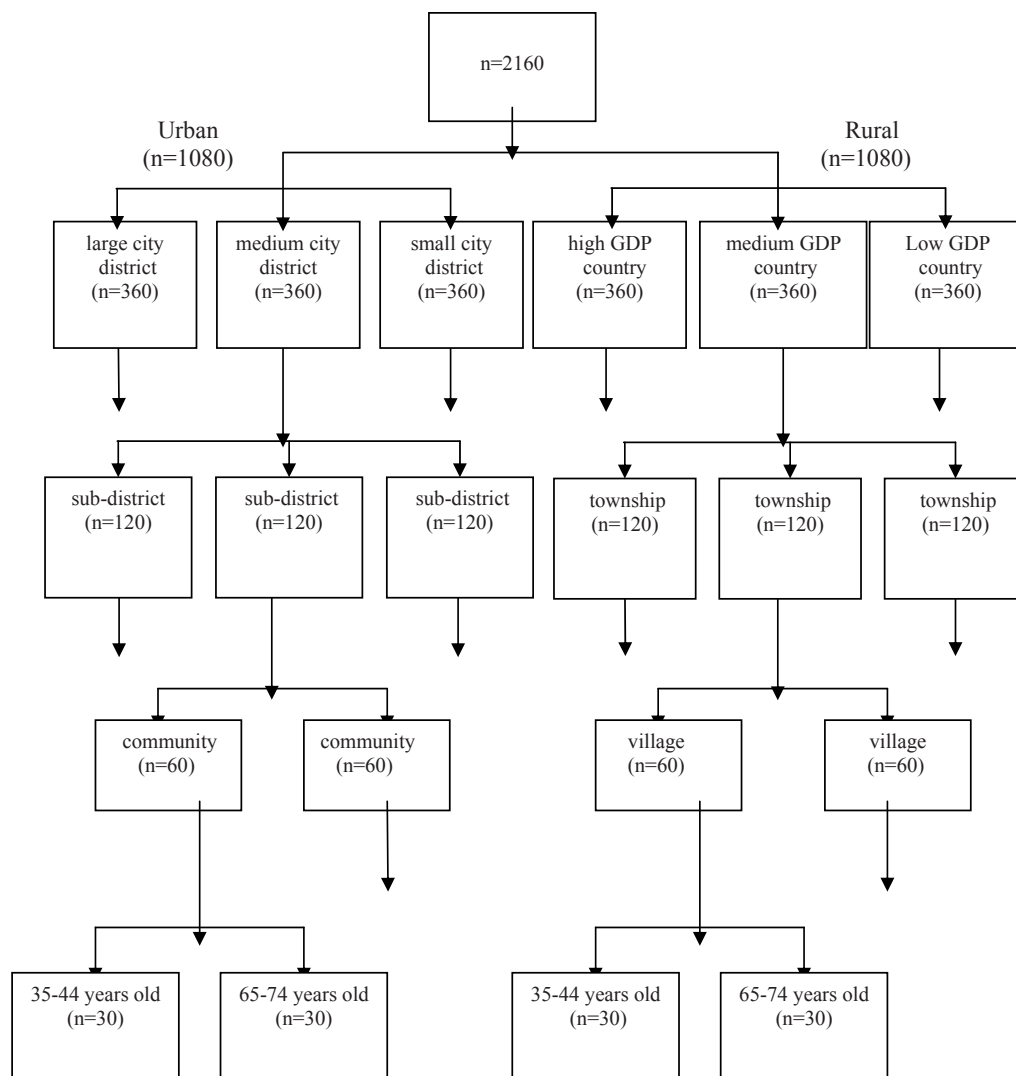 n=2160
Urban
(n=1080)
Rural
(n=1080)
large city
district
(n=360)
medium city
district
(n=360)
small city
district
(n=360)
high GDP
country
(n=360)
medium GDP
country
(n=360)
Low GDP
country
(n=360)
sub-district
(n=120)
sub-district
(n=120)
sub-district
(n=120)
township
(n=120)
township
(n=120)
township
(n=120)
community
(n=60)
community
(n=60)
village
(n=60)
village
(n=60)
35-44 years old
(n=30)
65-74 years old
(n=30)
35-44 years old
(n=30)
65-74 years old
(n=30)